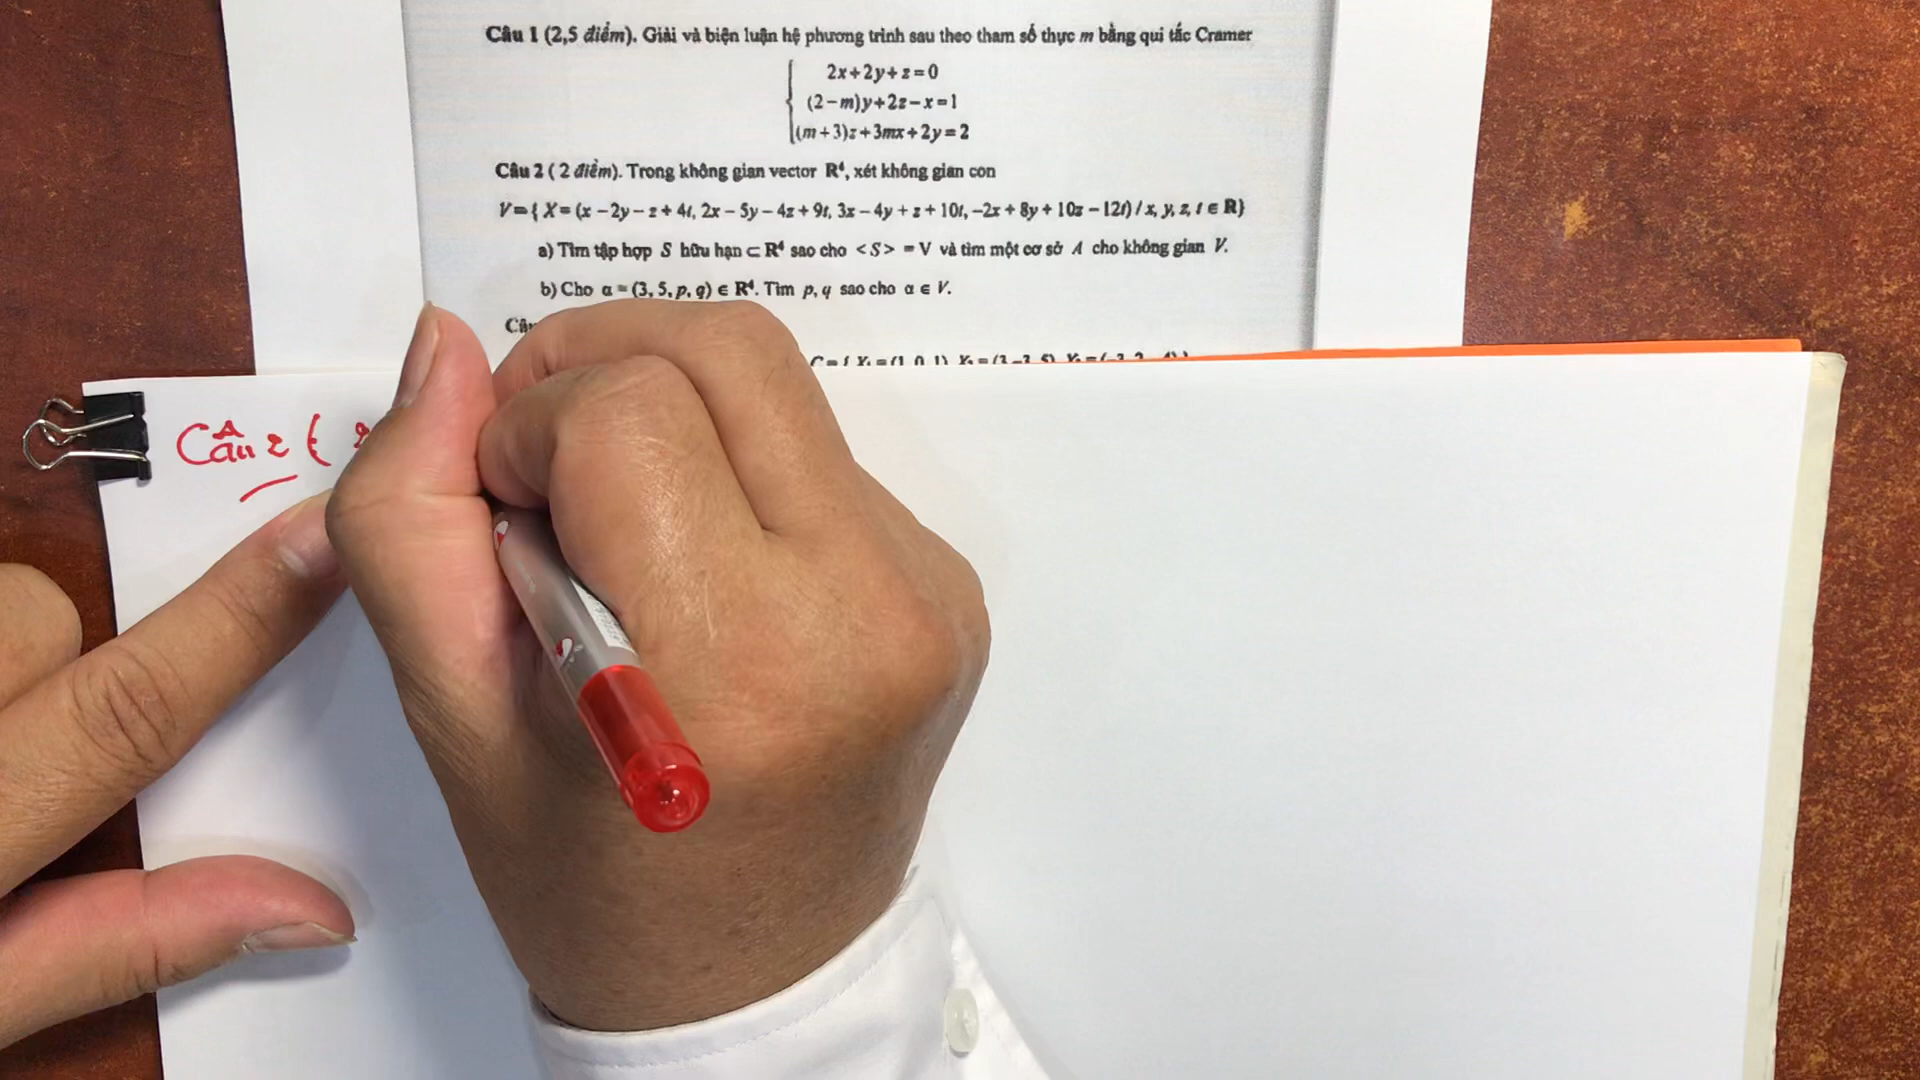 Câu 1 (2,5 điểm). Giải và biện luận hệ phương trình sau theo tham số thực m bằng qui tắc Cramer
2x+2y+z=0
(2-m)y+2z-x=1
(m+3)z+3mx+2y=2
Câu 2 ( 2 điểm). Trong không gian vector R⁴, xét không gian con
V={ X=(x-2y-z+4t, 2x-5y-4z+9t, 3x-4y+z+10t, -2x+8y+10z-12t) / x, y, z, t ∈ R}
a) Tìm tập hợp S hữu hạn ⊂ R⁴ sao cho <S> = V và tìm một cơ sở A cho không gian V.
b) Cho α = (3, 5, p, q) ∈ R⁴. Tìm p, q sao cho α ∈ V.
Câu 2 (